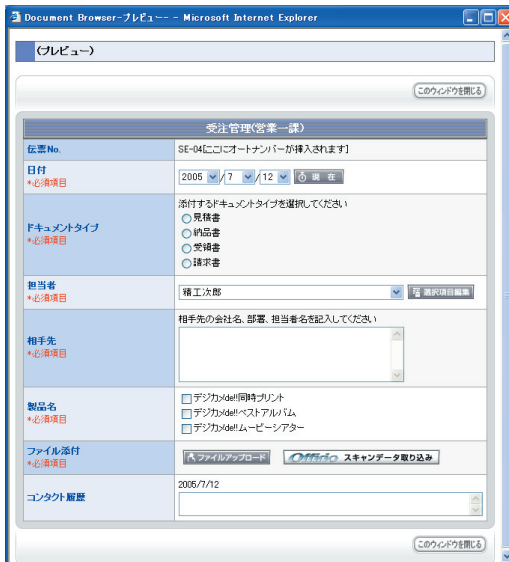 Document Browser-プレビュー-- - Microsoft Internet Explorer
(プレビュー)
このウィンドウを閉じる
受注管理(営業一課)
伝票No.
SE-04[ここにオートナンバーが挿入されます]
日付
*必須項目
2005 / 7 / 12 現在
ドキュメントタイプ
*必須項目
添付するドキュメントタイプを選択してください
見積書
納品書
受領書
請求書
担当者
*必須項目
精工次郎
選択項目編集
相手先
*必須項目
相手先の会社名、部署、担当者名を記入してください
製品名
*必須項目
デジカメde!!同時プリント
デジカメde!!ベストアルバム
デジカメde!!ムービーシアター
ファイル添付
*必須項目
ファイルアップロード
Offirio スキャンデータ取り込み
コンタクト履歴
2005/7/12
このウィンドウを閉じる